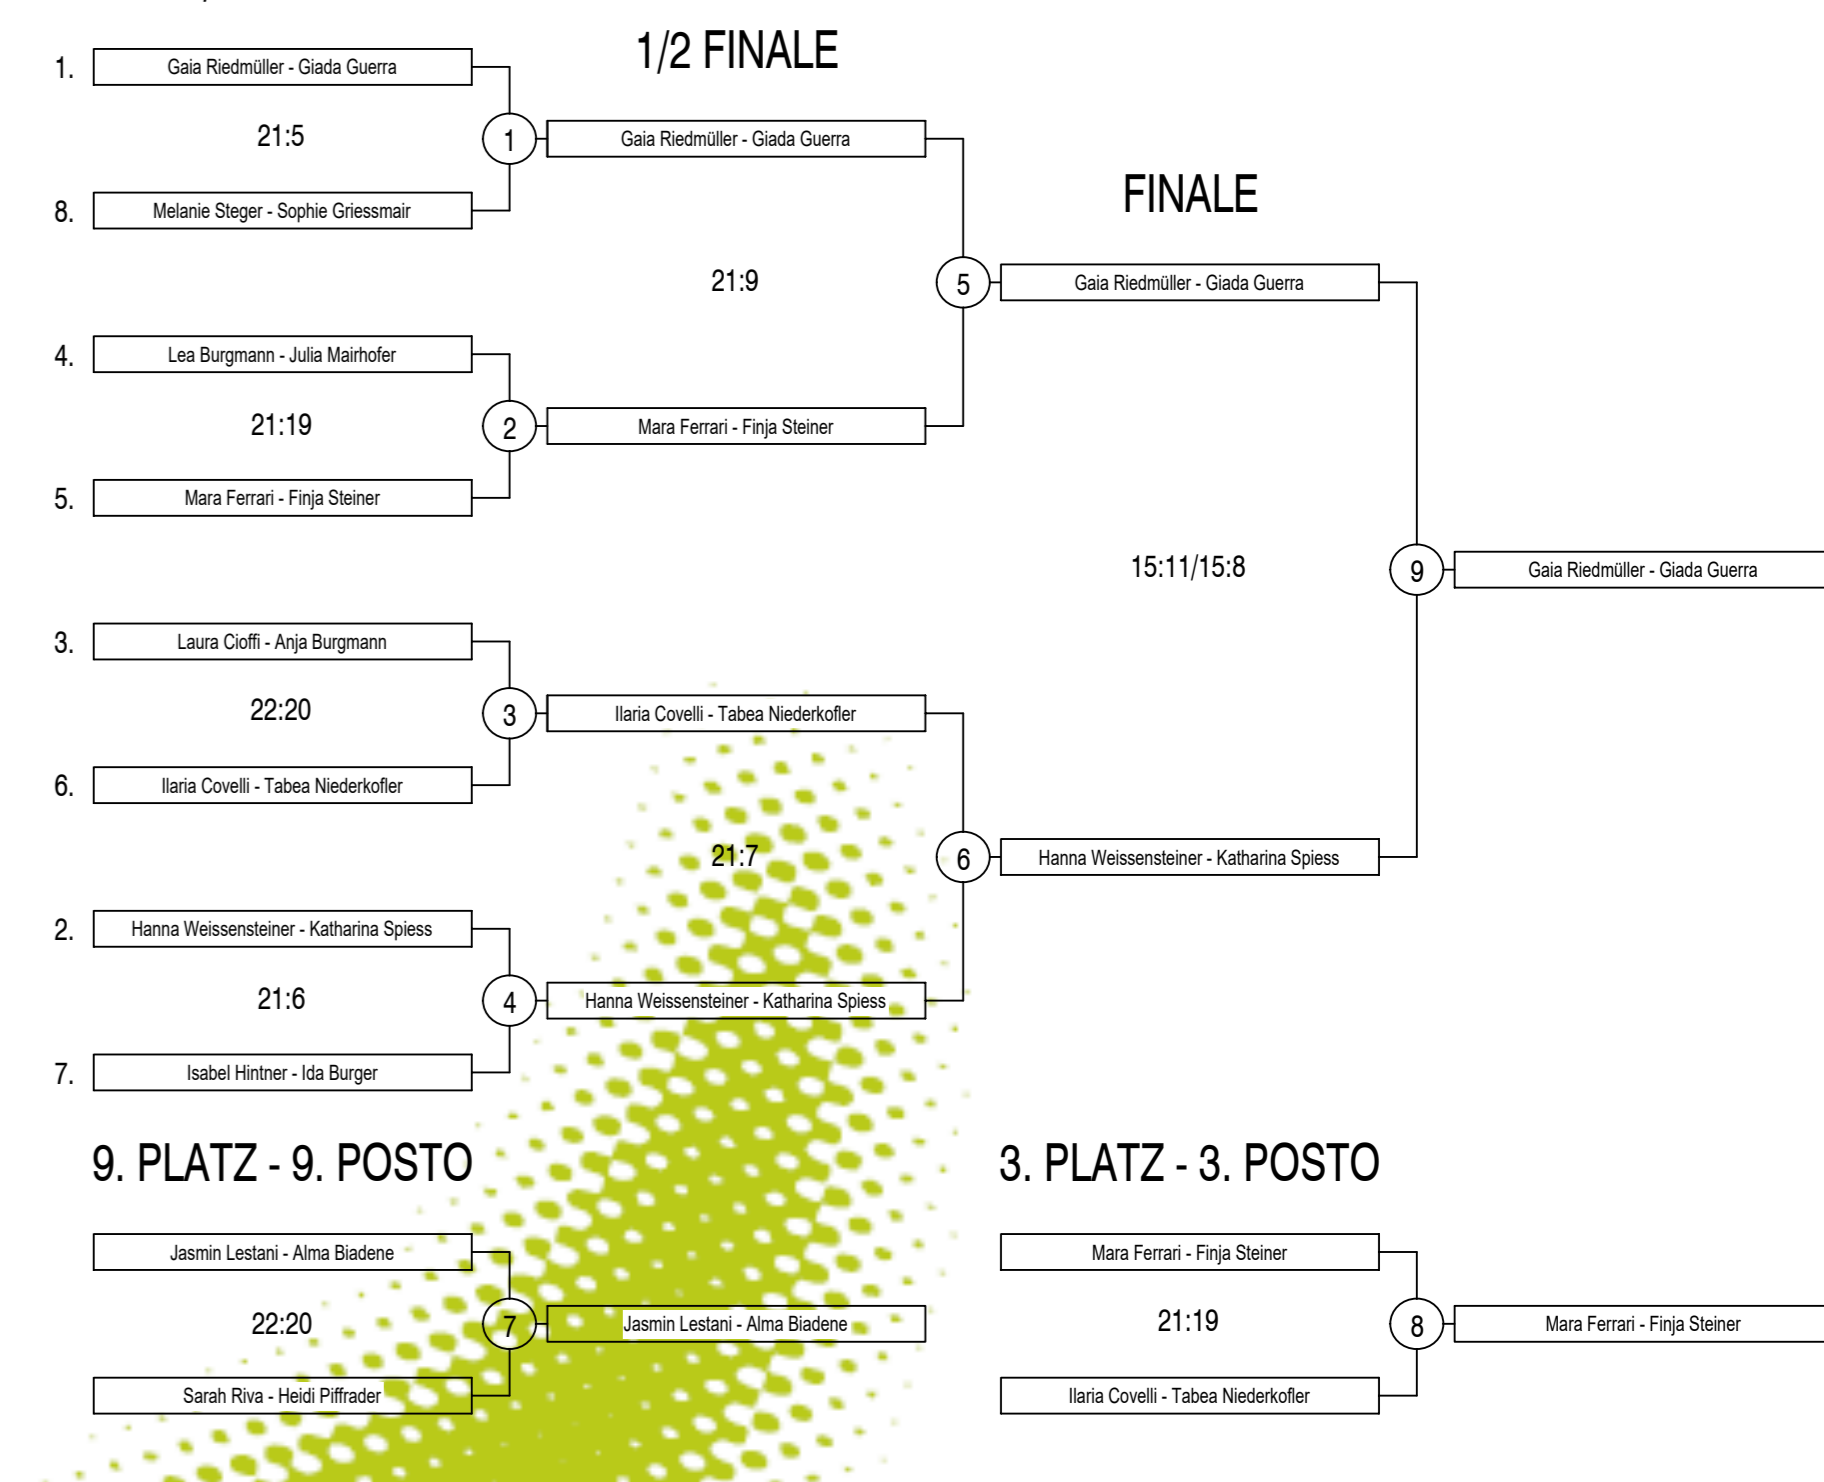 1/2 FINALE
1. Gaia Riedmüller - Giada Guerra
21:5
1
Gaia Riedmüller - Giada Guerra
8. Melanie Steger - Sophie Griessmair
FINALE
21:9
5
Gaia Riedmüller - Giada Guerra
4. Lea Burgmann - Julia Mairhofer
21:19
2
Mara Ferrari - Finja Steiner
5. Mara Ferrari - Finja Steiner
15:11/15:8
9
Gaia Riedmüller - Giada Guerra
3. Laura Cioffi - Anja Burgmann
22:20
3
Ilaria Covelli - Tabea Niederkofler
6. Ilaria Covelli - Tabea Niederkofler
21:7
6
Hanna Weissensteiner - Katharina Spiess
2. Hanna Weissensteiner - Katharina Spiess
21:6
4
Hanna Weissensteiner - Katharina Spiess
7. Isabel Hintner - Ida Burger
9. PLATZ - 9. POSTO
Jasmin Lestani - Alma Biadene
22:20
7
Jasmin Lestani - Alma Biadene
Sarah Riva - Heidi Piffrader
3. PLATZ - 3. POSTO
Mara Ferrari - Finja Steiner
21:19
8
Mara Ferrari - Finja Steiner
Ilaria Covelli - Tabea Niederkofler